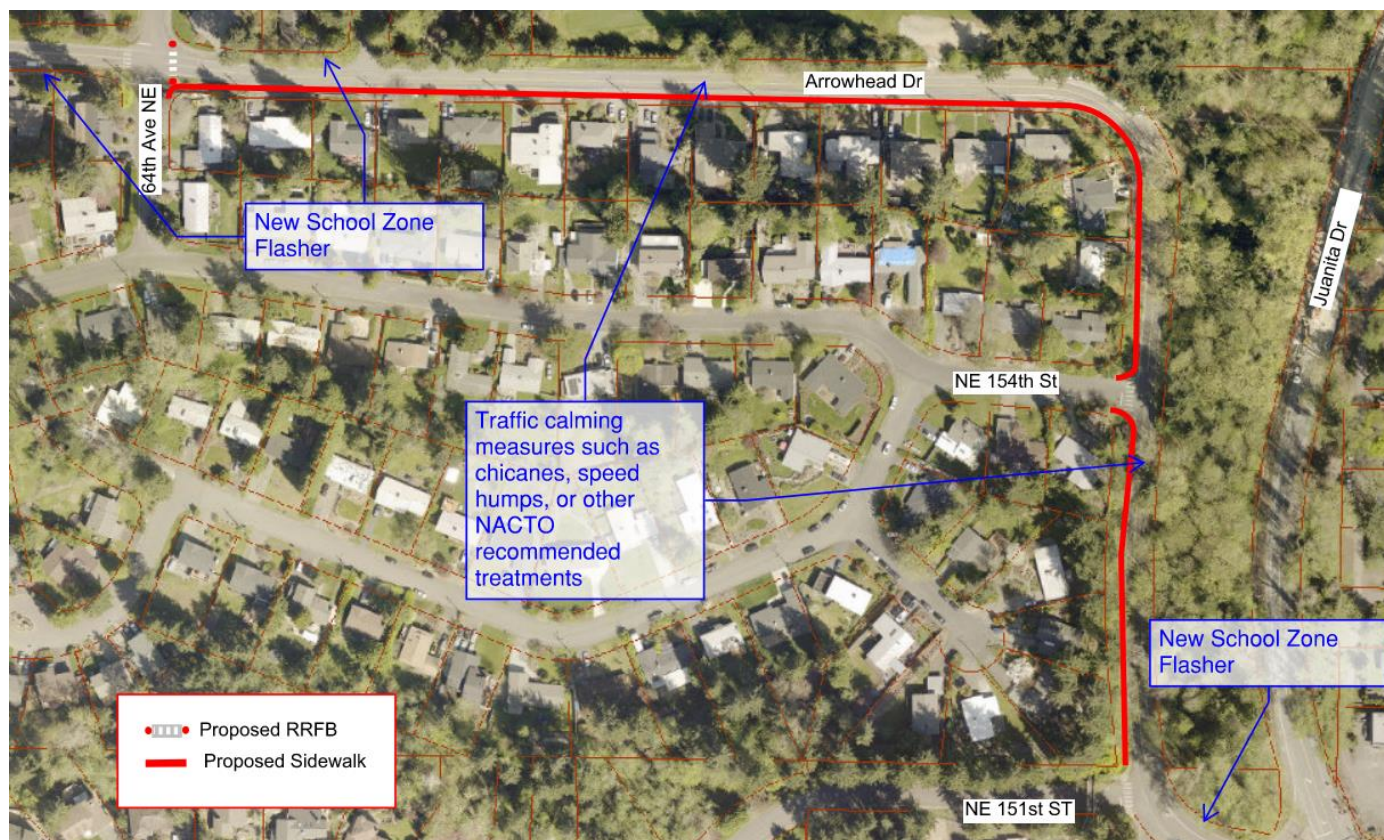 Arrowhead Dr
64th Ave NE
New School Zone
Flasher
Juanita Dr
NE 154th St
Traffic calming
measures such as
chicanes, speed
humps, or other
NACTO
recommended
treatments
New School Zone
Flasher
Proposed RRFB
Proposed Sidewalk
NE 151st ST